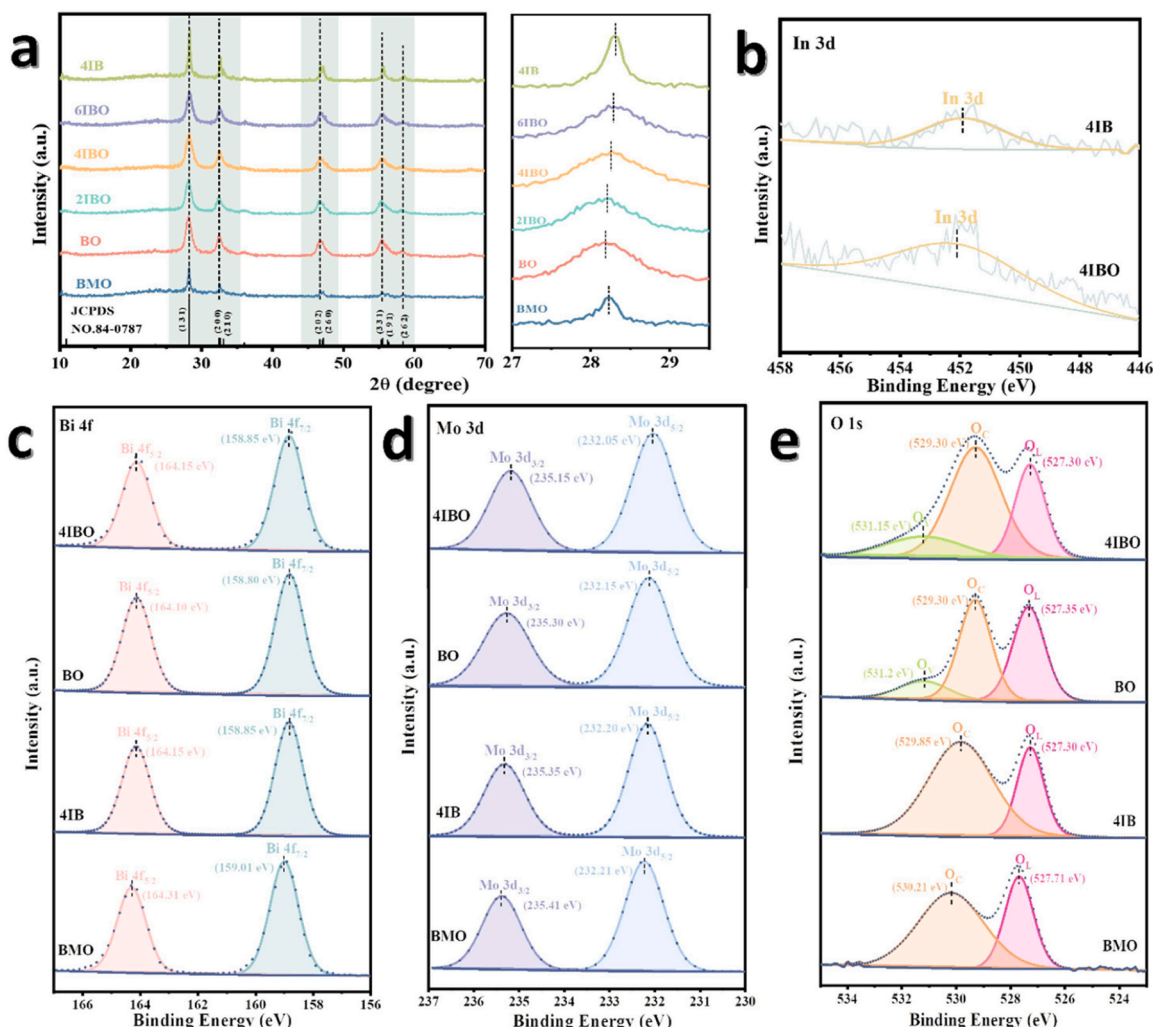 a
Intensity (a.u.)
4IB
6IBO
4IBO
2IBO
BO
BMO
JCPDS
NO.84-0787
(131)
(200)
(210)
(202)
(260)
(331)
(191)
(262)
10 20 30 40 50 60 70
2θ (degree)
Intensity (a.u.)
4IB
6IBO
4IBO
2IBO
BO
BMO
27 28 29
b
In 3d
Intensity (a.u.)
In 3d
4IB
In 3d
4IBO
458 456 454 452 450 448 446
Binding Energy (eV)
c
Bi 4f
Intensity (a.u.)
Bi 4f7/2
(158.85 eV)
Bi 4f5/2
(164.15 eV)
4IBO
Bi 4f7/2
(158.80 eV)
Bi 4f5/2
(164.10 eV)
BO
Bi 4f7/2
(158.85 eV)
Bi 4f5/2
(164.15 eV)
4IB
Bi 4f7/2
(159.01 eV)
Bi 4f5/2
(164.31 eV)
BMO
166 164 162 160 158 156
Binding Energy (eV)
d
Mo 3d
Intensity (a.u.)
Mo 3d5/2
(232.05 eV)
Mo 3d3/2
(235.15 eV)
4IBO
Mo 3d5/2
(232.15 eV)
Mo 3d3/2
(235.30 eV)
BO
Mo 3d5/2
(232.20 eV)
Mo 3d3/2
(235.35 eV)
4IB
Mo 3d5/2
(232.21 eV)
Mo 3d3/2
(235.41 eV)
BMO
237 236 235 234 233 232 231 230
Binding Energy (eV)
e
O 1s
Intensity (a.u.)
OC
(529.30 eV)
OL
(527.30 eV)
(531.15 eV)
4IBO
OC
(529.30 eV)
OL
(527.35 eV)
(531.2 eV)
BO
OC
(529.85 eV)
OL
(527.30 eV)
4IB
OC
(530.21 eV)
OL
(527.71 eV)
BMO
534 532 530 528 526 524
Binding Energy (eV)